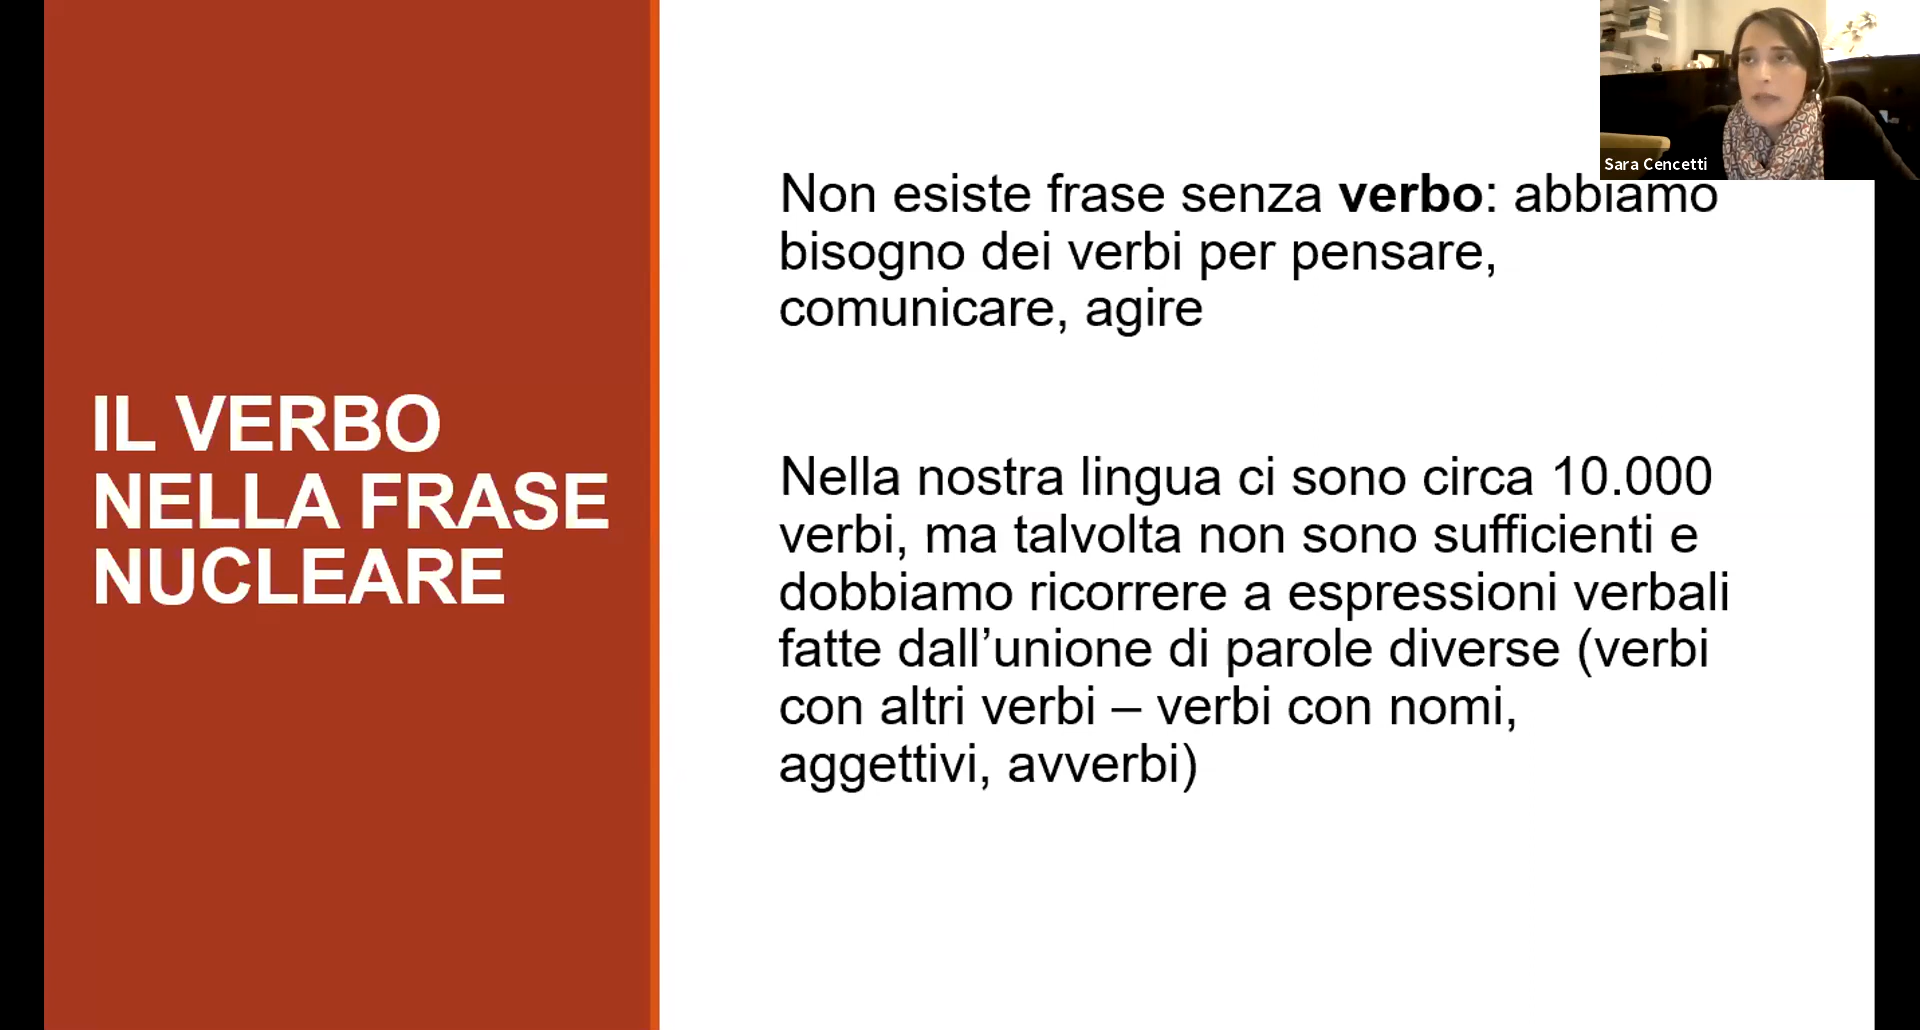 IL VERBO
NELLA FRASE
NUCLEARE
Non esiste frase senza verbo: abbiamo
bisogno dei verbi per pensare,
comunicare, agire
Nella nostra lingua ci sono circa 10.000
verbi, ma talvolta non sono sufficienti e
dobbiamo ricorrere a espressioni verbali
fatte dall’unione di parole diverse (verbi
con altri verbi – verbi con nomi,
aggettivi, avverbi)
Sara Cencetti